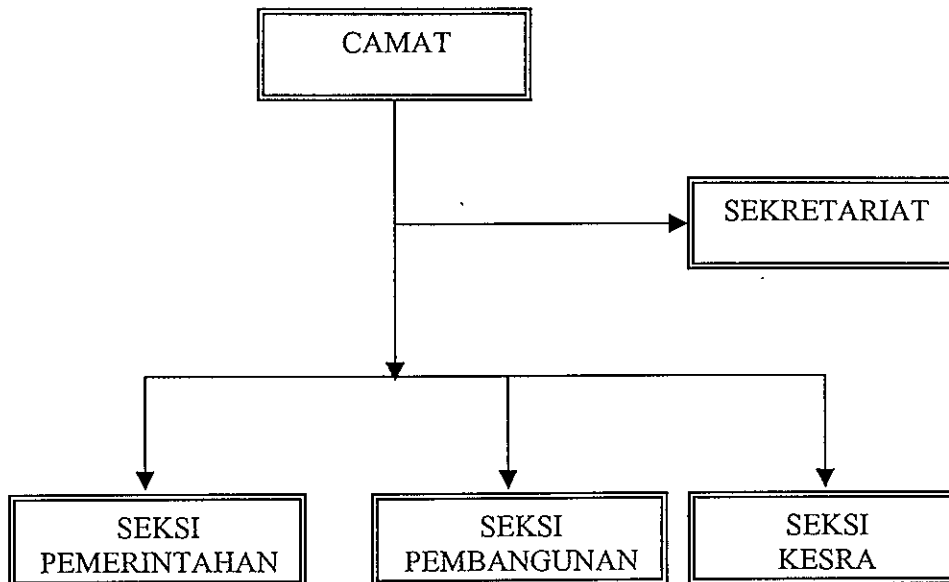 CAMAT
SEKRETARIAT
SEKSI
PEMERINTAHAN
SEKSI
PEMBANGUNAN
SEKSI
KESRA